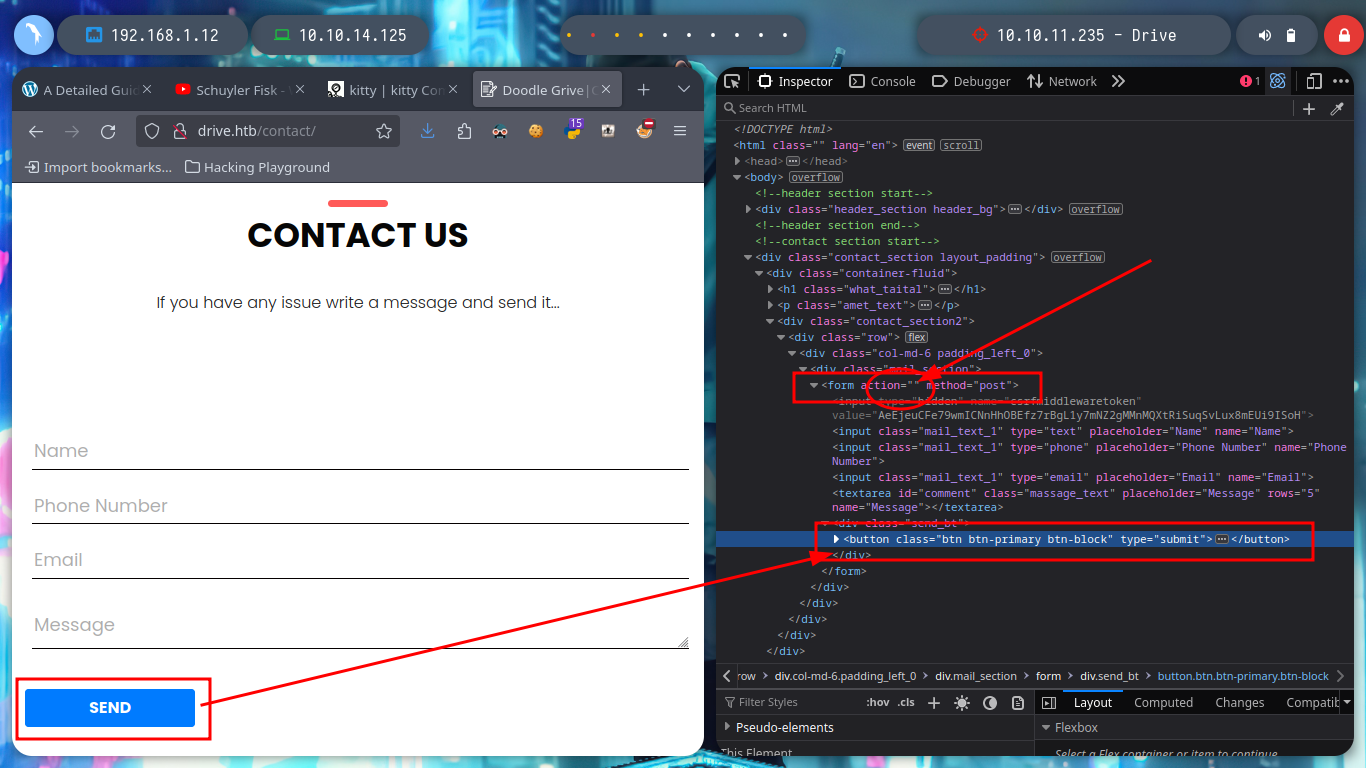 192.168.1.12
10.10.14.125
10.10.11.235 - Drive
A Detailed Guid
Schuyler Fisk -
kitty | kitty Con
Doodle Grive|C
drive.htb/contact/
15
Import bookmarks...
Hacking Playground
CONTACT US
If you have any issue write a message and send it...
Name
Phone Number
Email
Message
SEND
Inspector
Console
Debugger
Network
1
Search HTML
<!DOCTYPE html>
<html class="" lang="en"> event scroll
<head> </head>
<body> overflow
<!--header section start-->
<div class="header_section header_bg"> </div> overflow
<!--header section end-->
<!--contact section start-->
<div class="contact_section layout_padding"> overflow
<div class="container-fluid">
<h1 class="what_taital"> </h1>
<p class="amet_text"> </p>
<div class="contact_section2">
<div class="row"> flex
<div class="col-md-6 padding_left_0">
<div class="mail_section">
<form action="" method="post">
<input type="hidden" name="csrfmiddlewaretoken"
value="AeEjeuCFe79wmICNnHhOBEfz7rBgL1y7mNZ2gMMnMQXtRiSuqSvLux8mEUi9ISoH">
<input class="mail_text_1" type="text" placeholder="Name" name="Name">
<input class="mail_text_1" type="phone" placeholder="Phone Number" name="Phone
Number">
<input class="mail_text_1" type="email" placeholder="Email" name="Email">
<textarea id="comment" class="massage_text" placeholder="Message" rows="5"
name="Message"></textarea>
<div class="send_bt">
<button class="btn btn-primary btn-block" type="submit"> </button>
</div>
</form>
</div>
</div>
</div>
</div>
</div>
row
div.col-md-6.padding_left_0
div.mail_section
form
div.send_bt
button.btn.btn-primary.btn-block
Filter Styles
:hov .cls
Layout
Computed
Changes
Compatib
Pseudo-elements
Flexbox
This Element
Select a Flex container or item to continue.